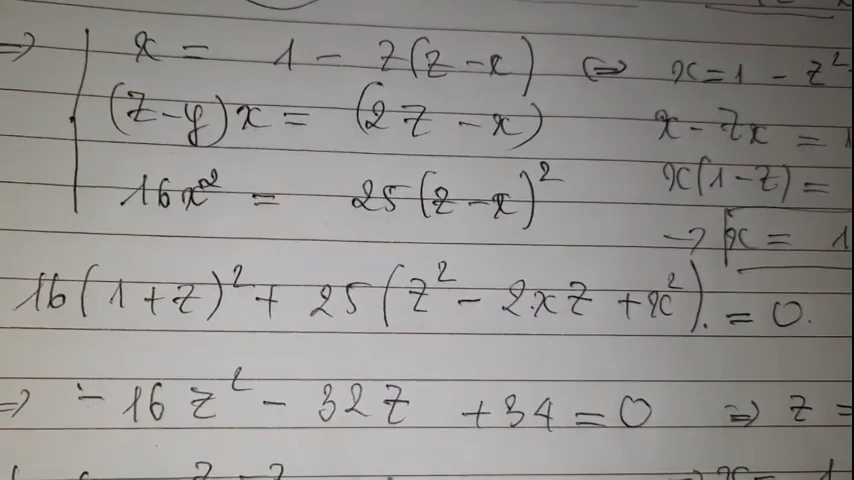 ⇒ x = 1 - z(z-x) ⇔ x = 1 - z²
(z-y)x = (2z - x)
x - zx = 1
16x² = 25(z-x)²
x(1-z) =
→ x = 1
16(1+z)² + 25(z² - 2xz + x²) = 0.
⇒ - 16z² - 32z + 34 = 0 ⇒ z =